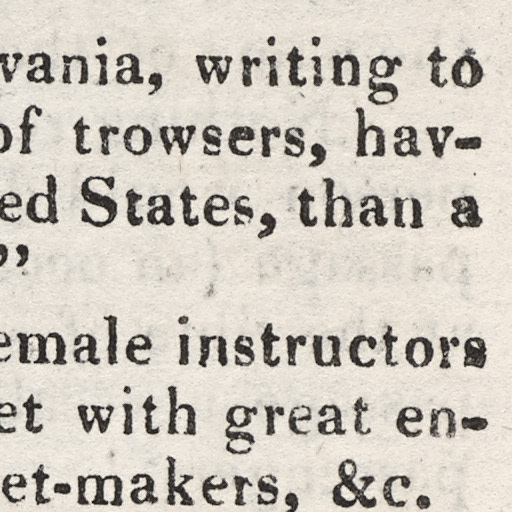 vania, writing to
of trowsers, hav-
ed States, than a
”
emale instructors
et with great en-
et-makers, &c.